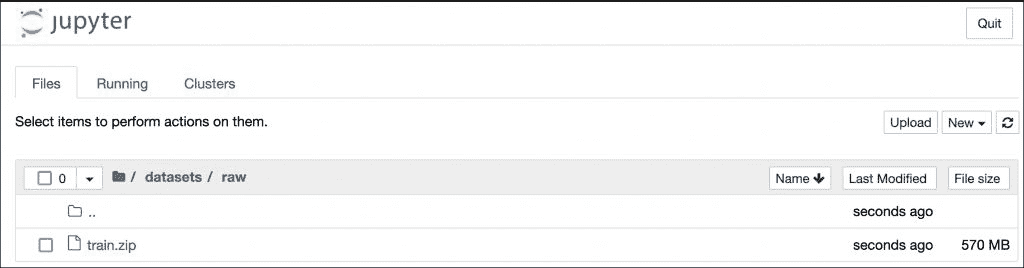 jupyter
Quit
Files Running Clusters
Select items to perform actions on them.
Upload New
0 / datasets / raw Name Last Modified File size
.. seconds ago
train.zip seconds ago 570 MB